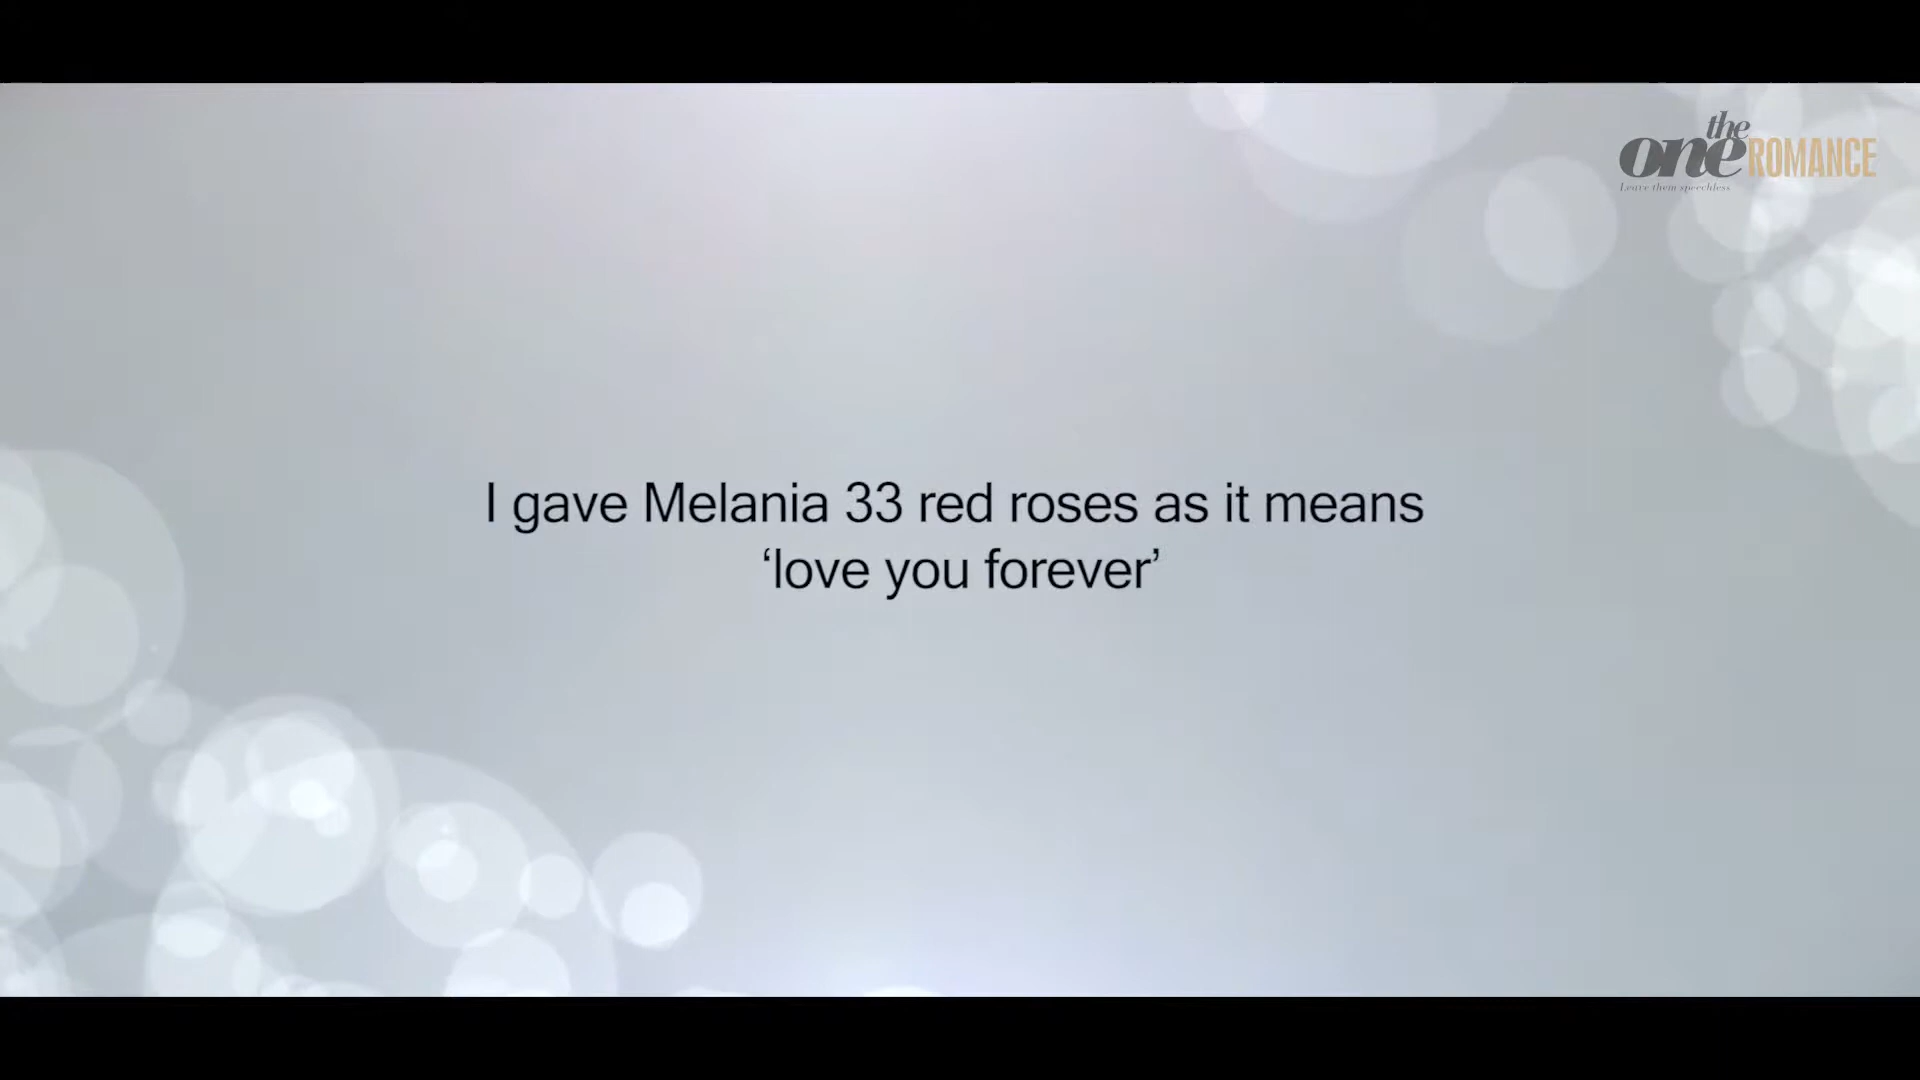 the
one ROMANCE
Leave them speechless
I gave Melania 33 red roses as it means
‘love you forever’